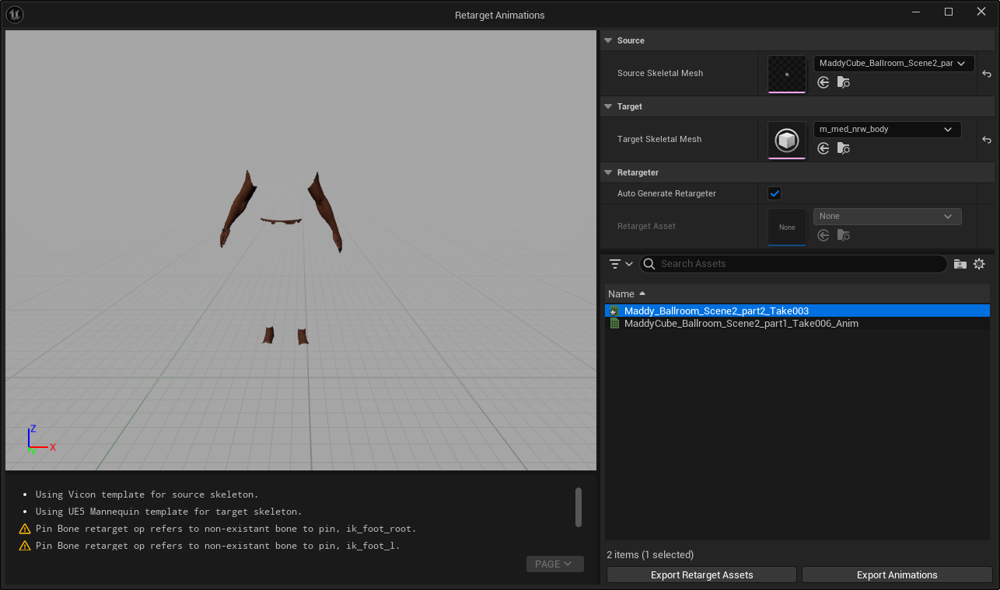 Retarget Animations
Source
Source Skeletal Mesh
MaddyCube_Ballroom_Scene2_par
Target
Target Skeletal Mesh
m_med_nrw_body
Retargeter
Auto Generate Retargeter
Retarget Asset
None
None
Search Assets
Name
Maddy_Ballroom_Scene2_part2_Take003
MaddyCube_Ballroom_Scene2_part1_Take006_Anim
2 items (1 selected)
Export Retarget Assets
Export Animations
Z
X
Y
• Using Vicon template for source skeleton.
• Using UE5 Mannequin template for target skeleton.
Pin Bone retarget op refers to non-existant bone to pin, ik_foot_root.
Pin Bone retarget op refers to non-existant bone to pin, ik_foot_l.
PAGE